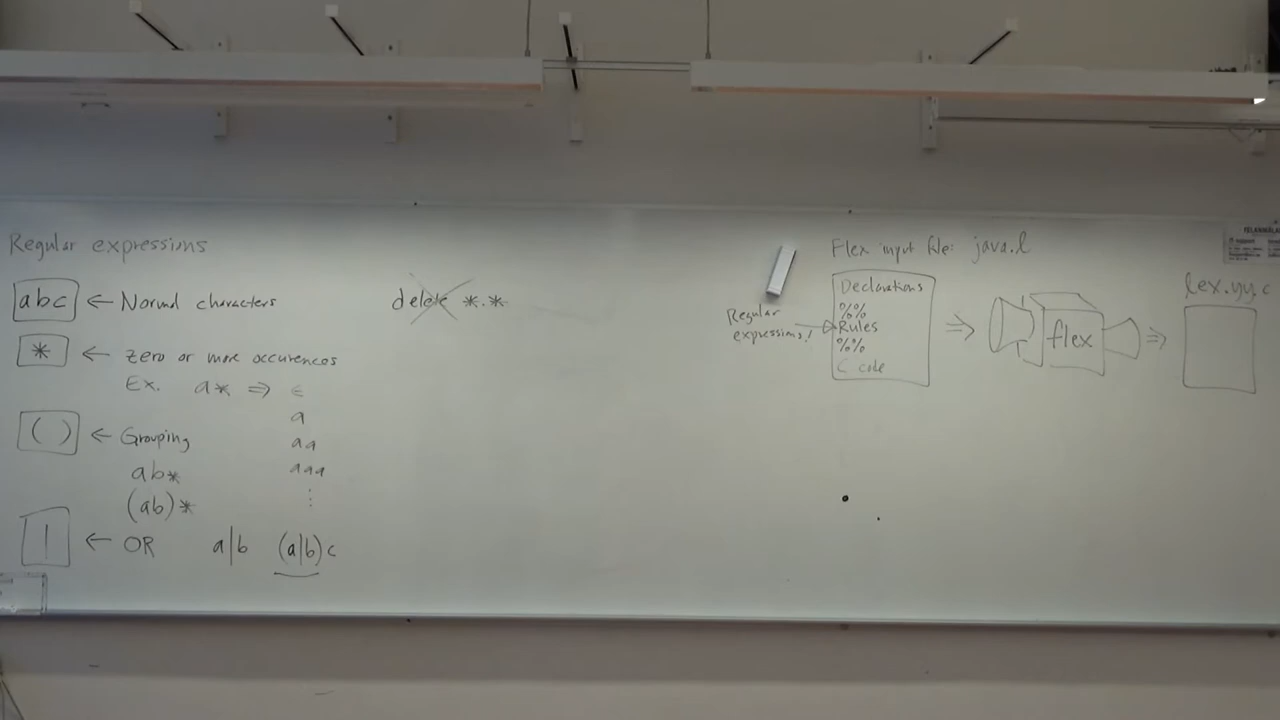 Regular expressions
abc ← Normal characters
* ← zero or more occurences
Ex. a* ⇒ ϵ
a
aa
aaa
⋮
( ) ← Grouping
ab*
(ab)*
| ← OR a|b (a|b)c
delete *.*
Flex input file: java.l
Declarations
%%
Rules
%%
C code
Regular
expressions!
⇒ flex ⇒
lex.yy.c